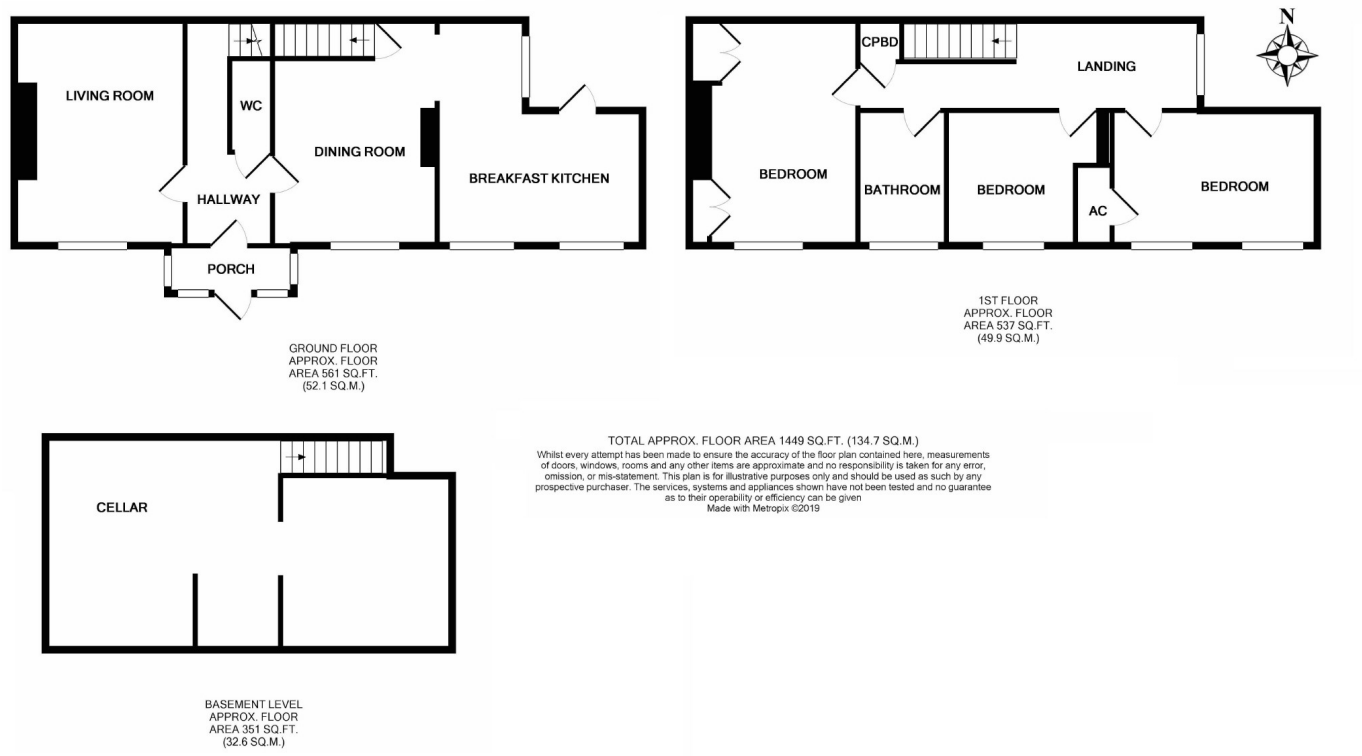 LIVING ROOM
WC
DINING ROOM
BREAKFAST KITCHEN
HALLWAY
PORCH
GROUND FLOOR
APPROX. FLOOR
AREA 561 SQ.FT.
(52.1 SQ.M.)
CPBD
LANDING
N
BEDROOM
BATHROOM
BEDROOM
AC
BEDROOM
1ST FLOOR
APPROX. FLOOR
AREA 537 SQ.FT.
(49.9 SQ.M.)
CELLAR
BASEMENT LEVEL
APPROX. FLOOR
AREA 351 SQ.FT.
(32.6 SQ.M.)
TOTAL APPROX. FLOOR AREA 1449 SQ.FT. (134.7 SQ.M.)
Whilst every attempt has been made to ensure the accuracy of the floor plan contained here, measurements
of doors, windows, rooms and any other items are approximate and no responsibility is taken for any error,
omission, or mis-statement. This plan is for illustrative purposes only and should be used as such by any
prospective purchaser. The services, systems and appliances shown have not been tested and no guarantee
as to their operability or efficiency can be given
Made with Metropix ©2019